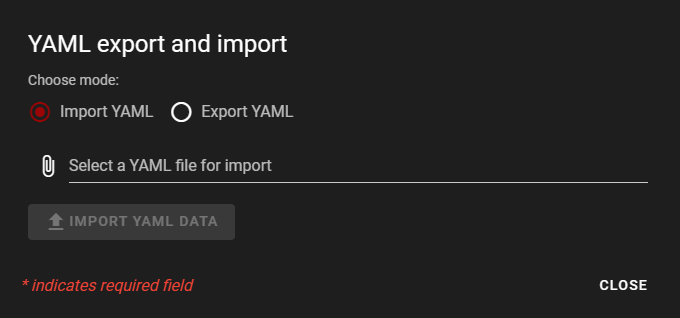 YAML export and import
Choose mode:
Import YAML Export YAML
Select a YAML file for import
IMPORT YAML DATA
* indicates required field CLOSE